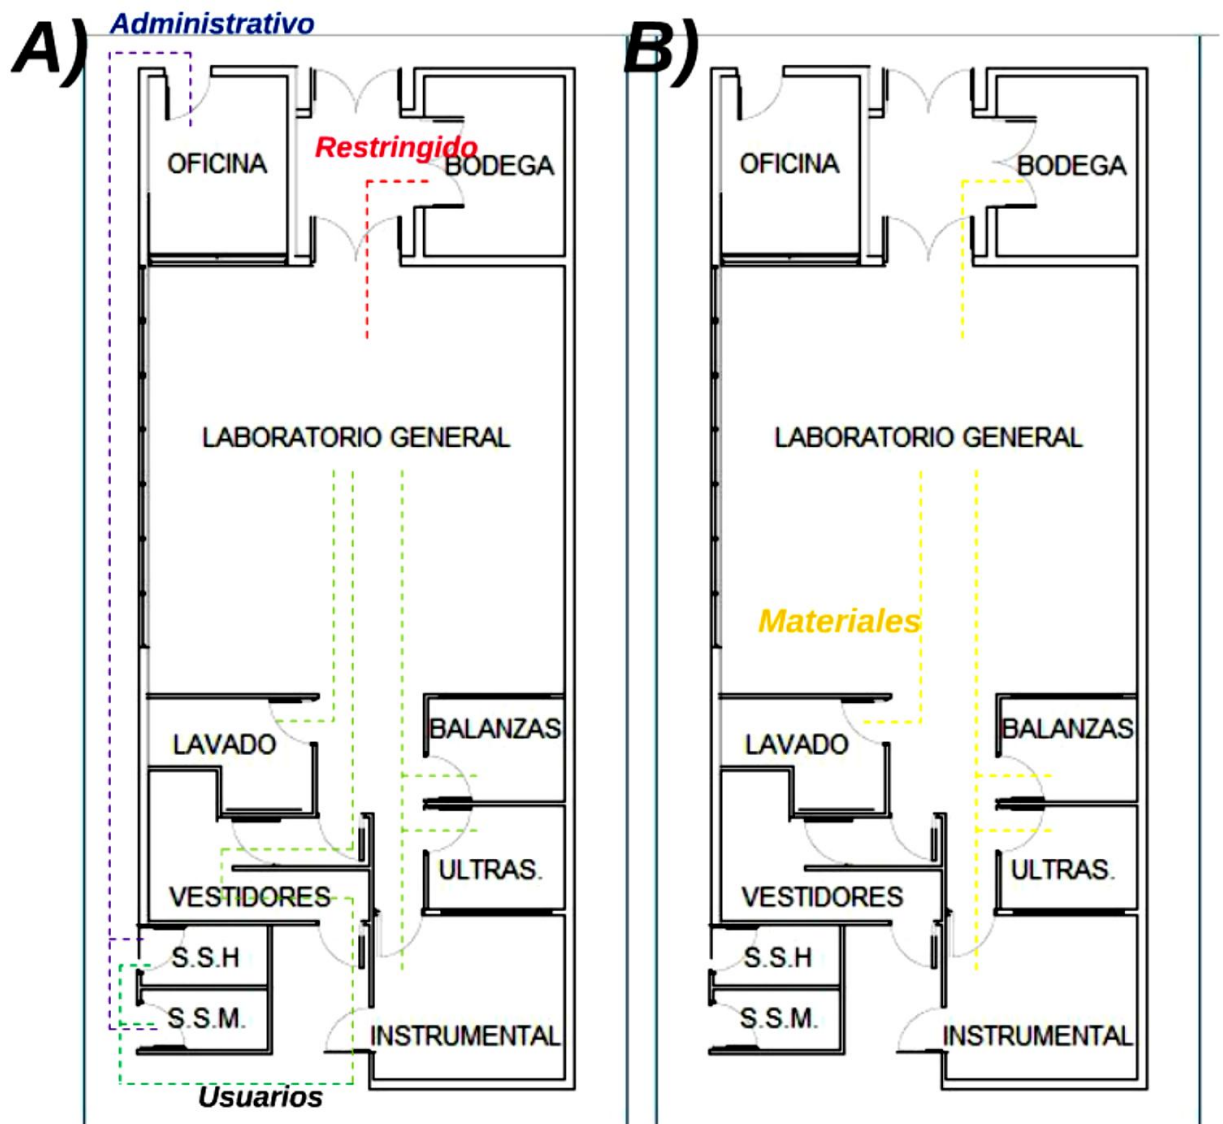 A)
Administrativo
OFICINA
Restringido
BODEGA
LABORATORIO GENERAL
LAVADO
BALANZAS
ULTRAS.
VESTIDORES
S.S.H
S.S.M.
INSTRUMENTAL
Usuarios
B)
OFICINA
BODEGA
LABORATORIO GENERAL
Materiales
LAVADO
BALANZAS
ULTRAS.
VESTIDORES
S.S.H
S.S.M.
INSTRUMENTAL